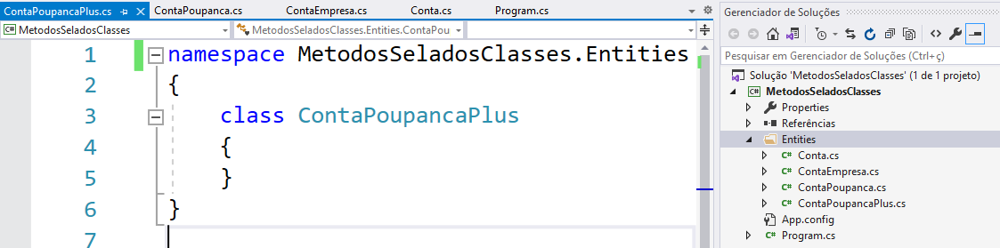 ContaPoupancaPlus.cs
ContaPoupanca.cs
ContaEmpresa.cs
Conta.cs
Program.cs
MetodosSeladosClasses
MetodosSeladosClasses.Entities.ContaPou
1 namespace MetodosSeladosClasses.Entities
2 {
3 class ContaPoupancaPlus
4 {
5 }
6 }
7
Gerenciador de Soluções
Pesquisar em Gerenciador de Soluções (Ctrl+ç)
Solução 'MetodosSeladosClasses' (1 de 1 projeto)
C# MetodosSeladosClasses
Properties
Referências
Entities
C# Conta.cs
C# ContaEmpresa.cs
C# ContaPoupanca.cs
C# ContaPoupancaPlus.cs
App.config
C# Program.cs